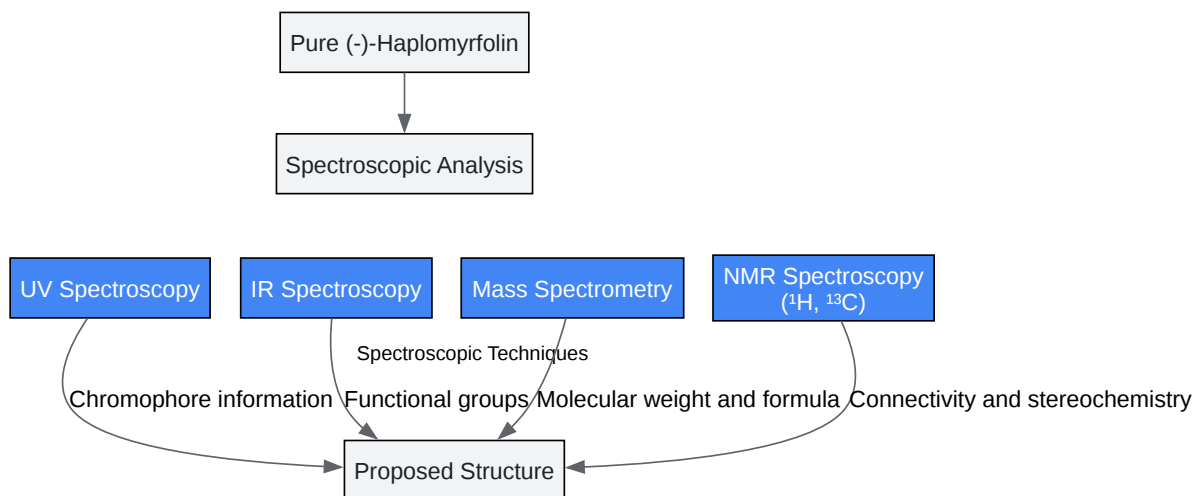 Pure (-)-Haplomyrfolin
Spectroscopic Analysis
UV Spectroscopy
IR Spectroscopy
Mass Spectrometry
NMR Spectroscopy
(¹H, ¹³C)
Spectroscopic Techniques
Chromophore information
Functional groups
Molecular weight and formula
Connectivity and stereochemistry
Proposed Structure